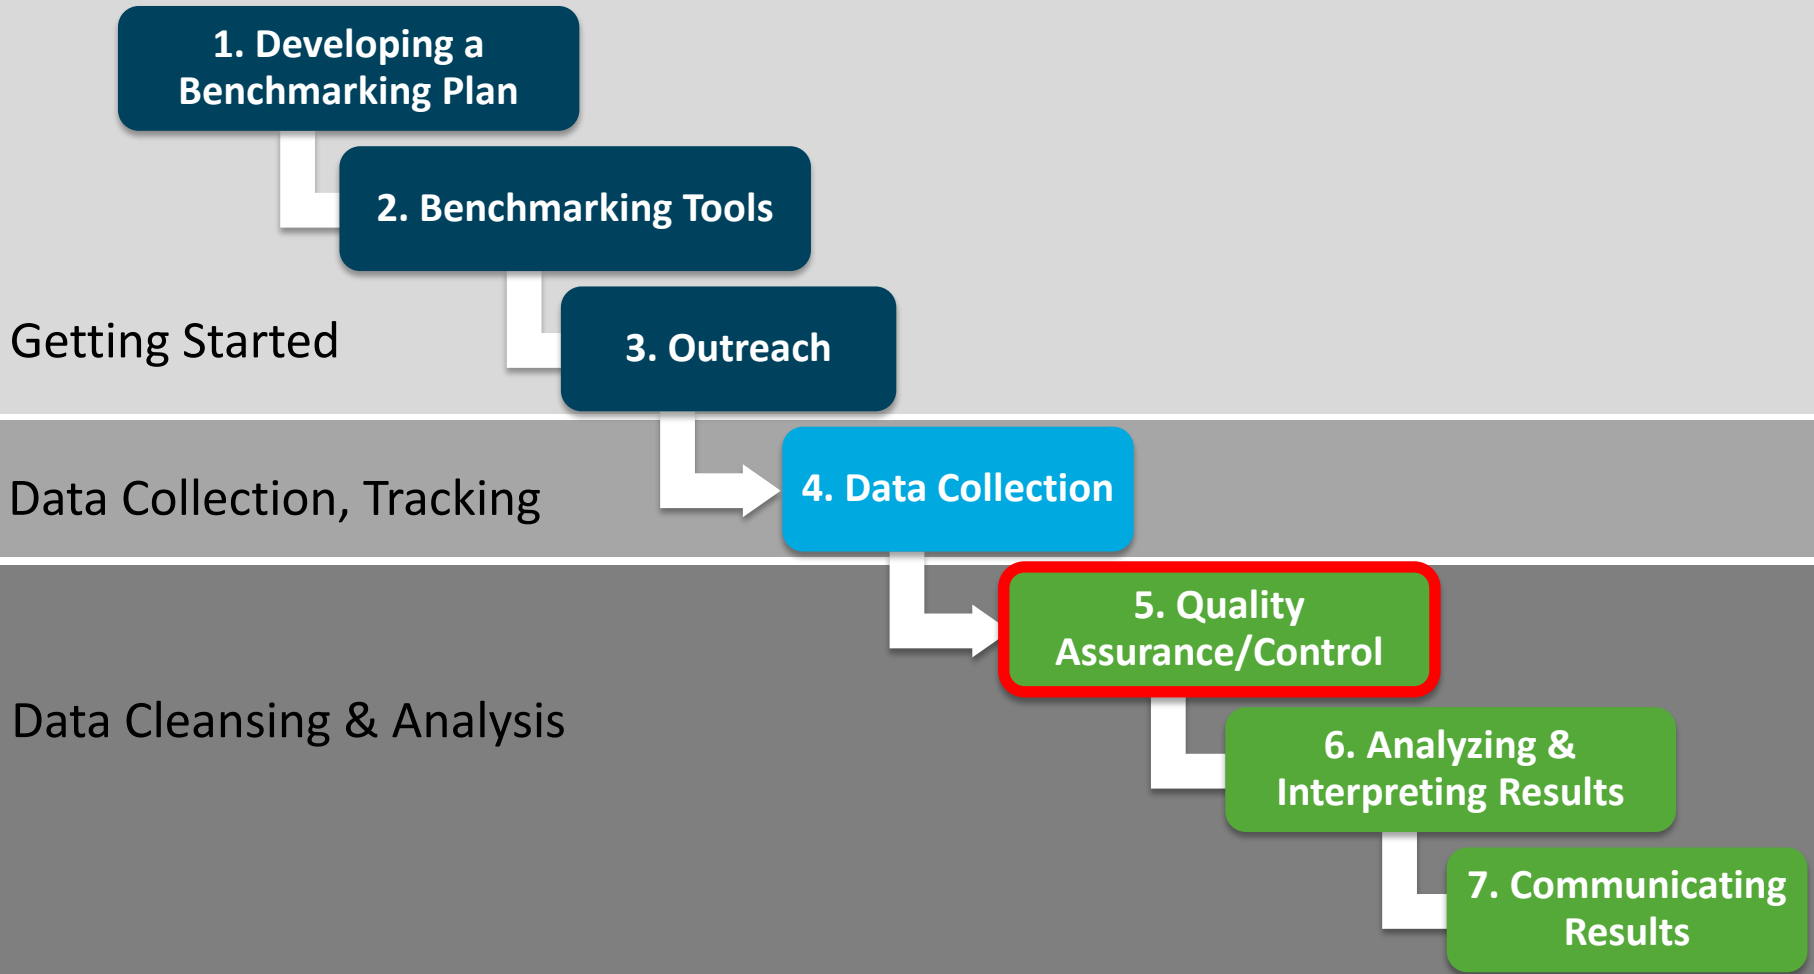 1. Developing a
Benchmarking Plan
2. Benchmarking Tools
Getting Started
3. Outreach
Data Collection, Tracking
4. Data Collection
5. Quality
Assurance/Control
Data Cleansing & Analysis
6. Analyzing &
Interpreting Results
7. Communicating
Results